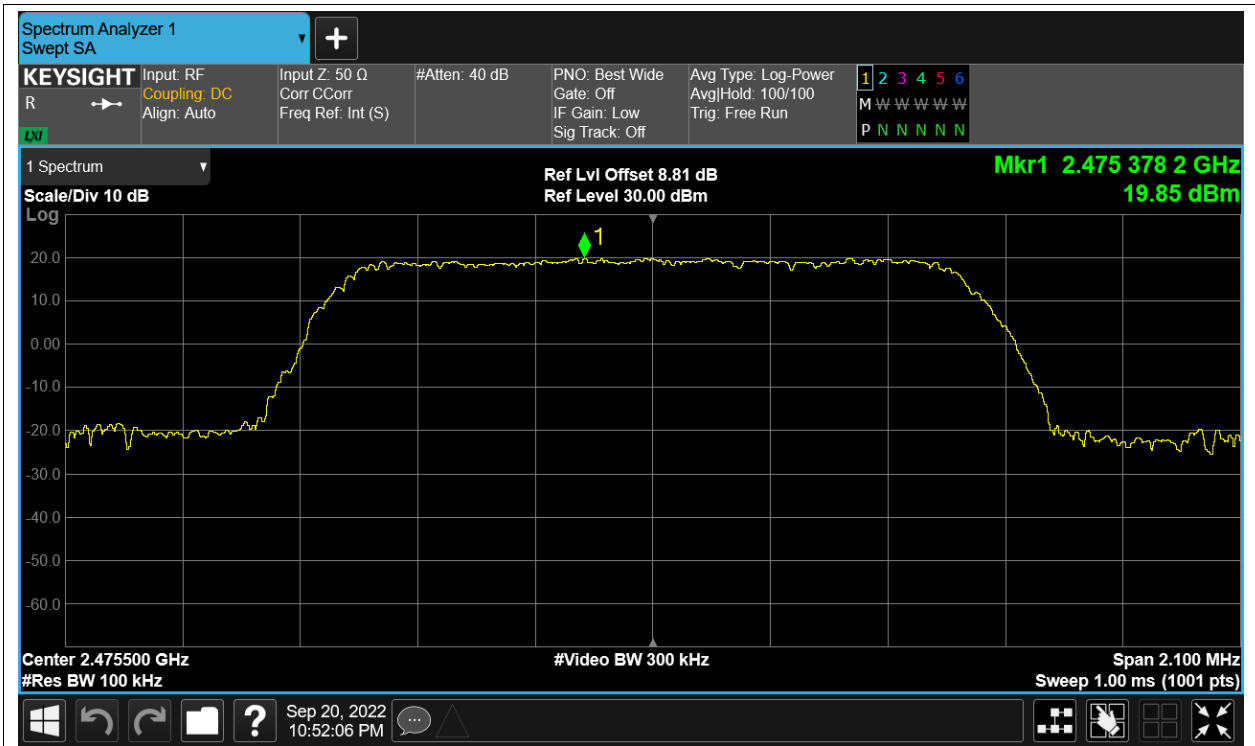 Spectrum Analyzer 1
Swept SA
KEYSIGHT
R
LXI
Input: RF
Coupling: DC
Align: Auto
Input Z: 50 Ω
Corr CCorr
Freq Ref: Int (S)
#Atten: 40 dB
PNO: Best Wide
Gate: Off
IF Gain: Low
Sig Track: Off
Avg Type: Log-Power
Avg|Hold: 100/100
Trig: Free Run
1 2 3 4 5 6
M W W W W W W
P N N N N N N
1 Spectrum
Scale/Div 10 dB
Log
Ref Lvl Offset 8.81 dB
Ref Level 30.00 dBm
Mkr1 2.475 378 2 GHz
19.85 dBm
1
20.0
10.0
0.00
-10.0
-20.0
-30.0
-40.0
-50.0
-60.0
Center 2.475500 GHz
#Res BW 100 kHz
#Video BW 300 kHz
Span 2.100 MHz
Sweep 1.00 ms (1001 pts)
?
Sep 20, 2022
10:52:06 PM